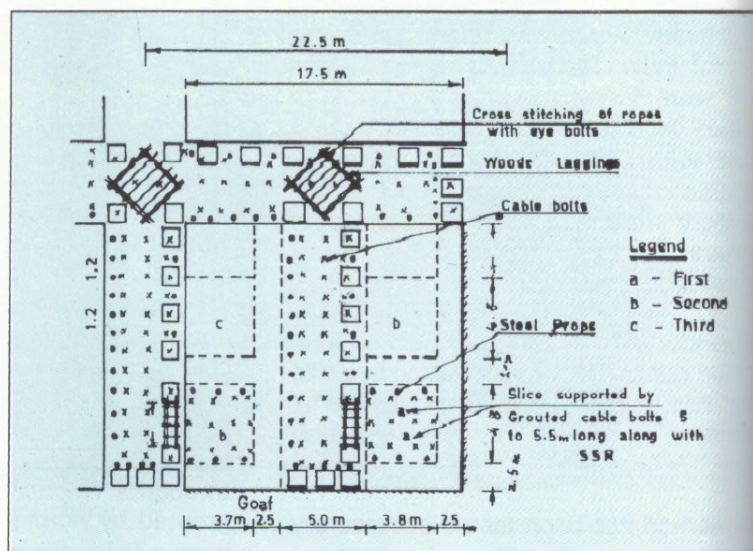 22.5 m
17.5 m
Cross stitching of ropes
with eye bolts
Woods Laggings
Cable bolts
1.2
1.2
Legend
a - First
b - Second
c - Third
c
b
Steel Props
Slice supported by
Grouted cable bolts 5
to 5.5m long along with
SSR
a
a
b
Goaf
3.7m
2.5
5.0 m
3.8 m
2.5